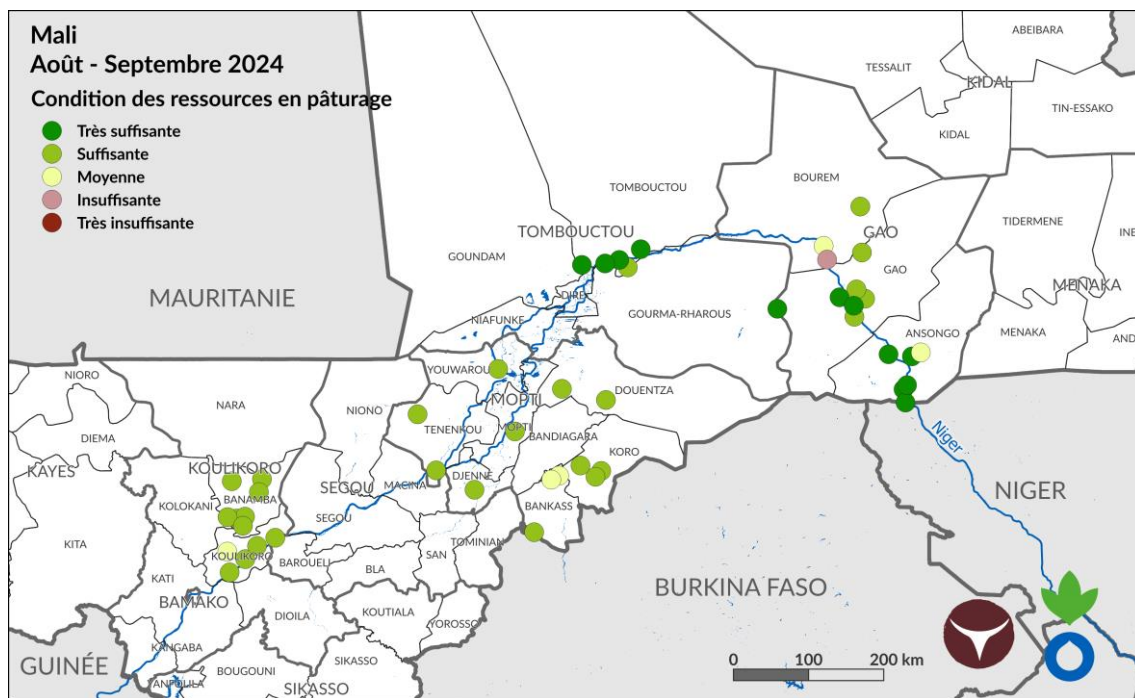 Mali
Août - Septembre 2024
Condition des ressources en pâturage
Très suffisante
Suffisante
Moyenne
Insuffisante
Très insuffisante
ABEIBARA
TESSALIT
KIDAL
TIN-ESSAKO
KIDAL
BOUREM
TOMBOUCTOU
TIDERMENE
INE
TOMBOUCTOU
GAO
GOUNDAM
GAO
MENAKA
MAURITANIE
DIRE
GOURMA-RHAROUS
NIAFUNKE
ANSONGO
MENAKA
AND
YOUWAROU
NIORO
DOUENTZA
NARA
NIONO
MOPTI
TENENKOU
MOPTI
BANDIAGARA
Niger
DIEMA
KORO
KAYES
KOULIKORO
DJENNE
SEGOU
MACINA
NIGER
BANAMBA
KOLOKANI
BANKASS
SEGOU
KITA
TOMINIAN
SAN
KOULIKORO
BAROUELI
BLA
KATI
BURKINA FASO
BAMAKO
DIOILA
KOUTIALA
YOROSSO
KANGABA
GUINÉE
SIKASSO
BOUGOUNI
SIKASSO
0 100 200 km